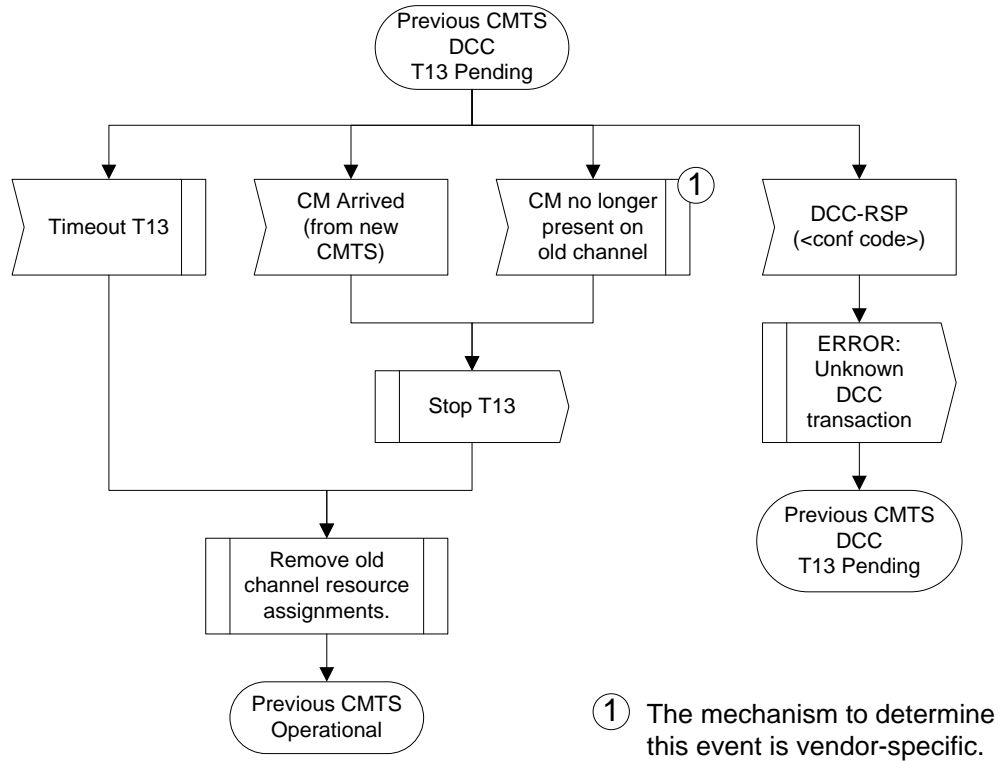 Previous CMTS
DCC
T13 Pending
Timeout T13
CM Arrived
(from new
CMTS)
CM no longer
present on
old channel
1
DCC-RSP
(<conf code>)
Stop T13
ERROR:
Unknown
DCC
transaction
Remove old
channel resource
assignments.
Previous CMTS
DCC
T13 Pending
Previous CMTS
Operational
1 The mechanism to determine
this event is vendor-specific.